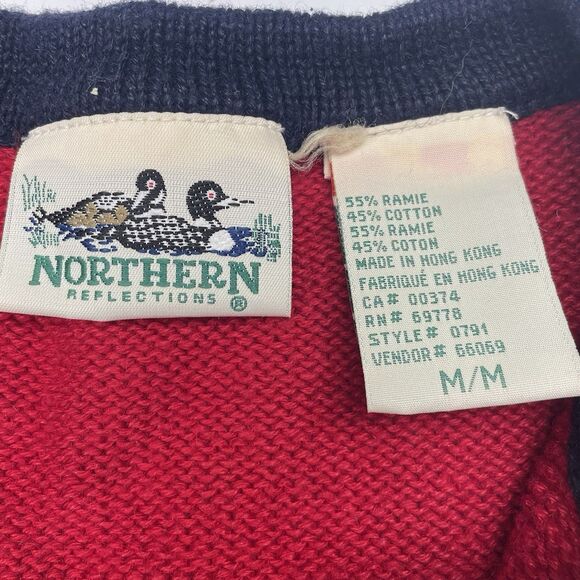 NORTHERN
REFLECTIONS ®
55% RAMIE
45% COTTON
55% RAMIE
45% COTON
MADE IN HONG KONG
FABRIQUÉ EN HONG KONG
CA# 00374
RN# 69778
STYLE# 0791
VENDOR# 66069
M/M